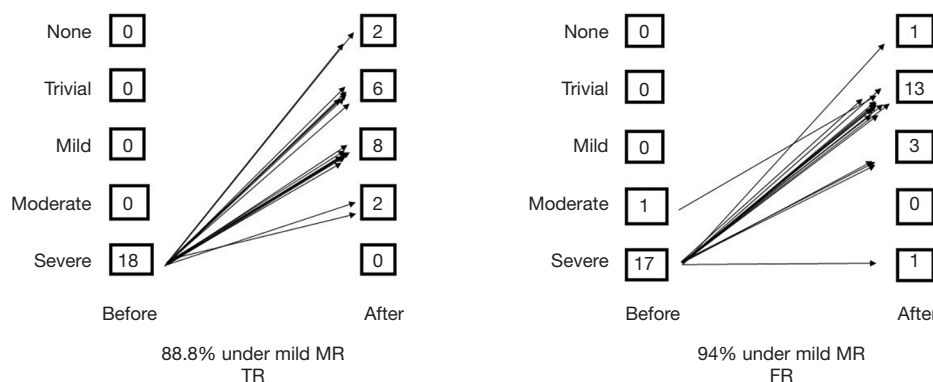 None 0 2 None 0 1
Trivial 0 6 Trivial 0 13
Mild 0 8 Mild 0 3
Moderate 0 2 Moderate 1 0
Severe 18 0 Severe 17 1
Before After Before After
88.8% under mild MR 94% under mild MR
TR FR